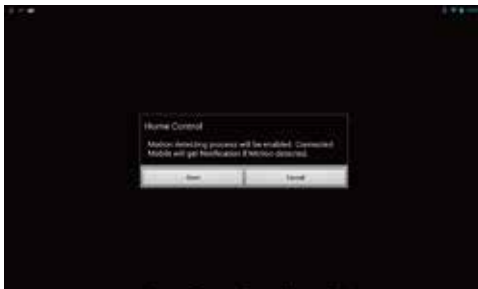 Home Control
Motion detecting process will be enabled. Connected
Mobile will get Notification if Motion detected.
Cancel